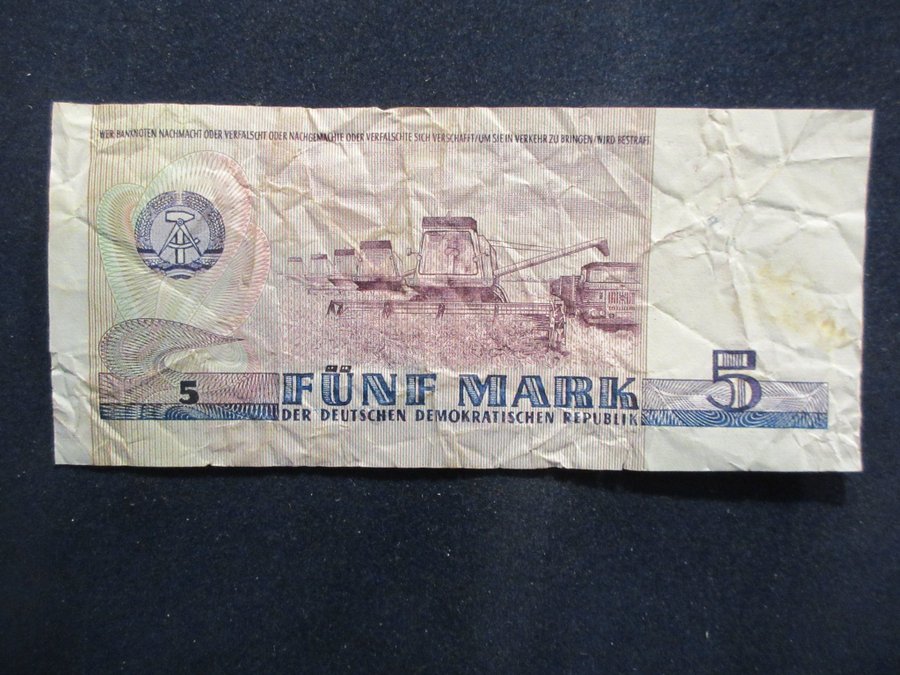 WER BANKNOTEN NACHMACHT ODER VERFÄLSCHT ODER NACHGEMACHTE ODER VERFÄLSCHTE SICH VERSCHAFFT/UM SIE IN VERKEHR ZU BRINGEN/WIRD BESTRAFT
5
FÜNF MARK
DER DEUTSCHEN DEMOKRATISCHEN REPUBLIK
5